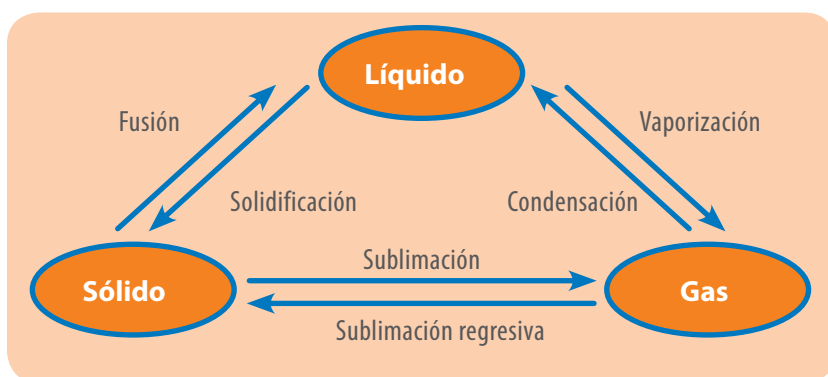 Líquido
Fusión
Vaporización
Solidificación
Condensación
Sublimación
Sólido
Gas
Sublimación regresiva